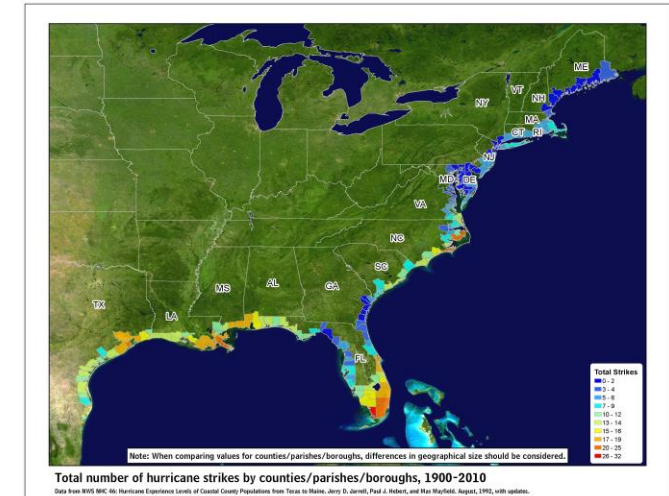 ME
VT
NH
NY
MA
CT RI
NJ
MD DE
VA
NC
SC
TX
LA
MS
AL
GA
FL
Total Strikes
0 - 2
3 - 4
5 - 6
7 - 9
10 - 12
13 - 14
15 - 16
17 - 19
20 - 25
26 - 32
Note: When comparing values for counties/parishes/boroughs, differences in geographical size should be considered.
Total number of hurricane strikes by counties/parishes/boroughs, 1900-2010
Data from NWS NHC 46: Hurricane Experience Levels of Coastal County Populations from Texas to Maine. Jerry D. Jarrell, Paul J. Hebert, and Max Mayfield. August, 1992, with updates.